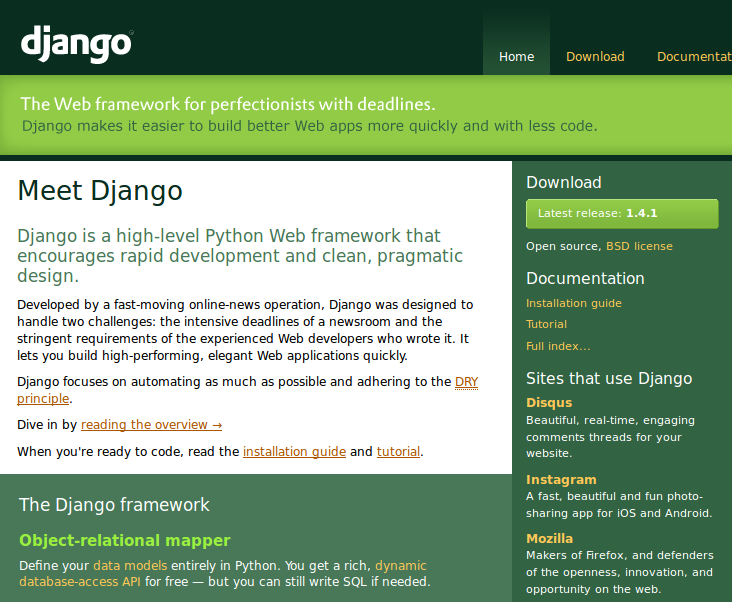 django
Home Download Documentat
The Web framework for perfectionists with deadlines.
Django makes it easier to build better Web apps more quickly and with less code.
Meet Django
Django is a high-level Python Web framework that
encourages rapid development and clean, pragmatic
design.
Developed by a fast-moving online-news operation, Django was designed to
handle two challenges: the intensive deadlines of a newsroom and the
stringent requirements of the experienced Web developers who wrote it. It
lets you build high-performing, elegant Web applications quickly.
Django focuses on automating as much as possible and adhering to the DRY
principle.
Dive in by reading the overview →
When you're ready to code, read the installation guide and tutorial.
The Django framework
Object-relational mapper
Define your data models entirely in Python. You get a rich, dynamic
database-access API for free — but you can still write SQL if needed.
Download
Latest release: 1.4.1
Open source, BSD license
Documentation
Installation guide
Tutorial
Full index...
Sites that use Django
Disqus
Beautiful, real-time, engaging
comments threads for your
website.
Instagram
A fast, beautiful and fun photo-
sharing app for iOS and Android.
Mozilla
Makers of Firefox, and defenders
of the openness, innovation, and
opportunity on the web.